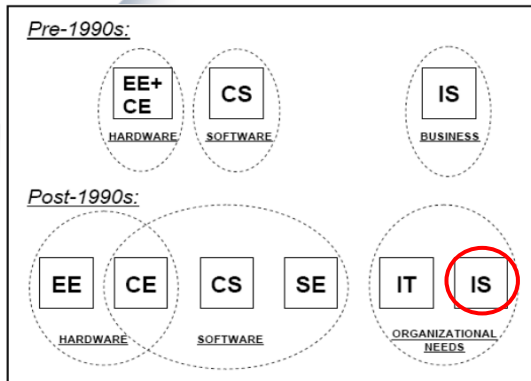 Pre-1990s:
EE+
CE
CS
IS
HARDWARE
SOFTWARE
BUSINESS
Post-1990s:
EE
CE
CS
SE
IT
IS
HARDWARE
SOFTWARE
ORGANIZATIONAL
NEEDS